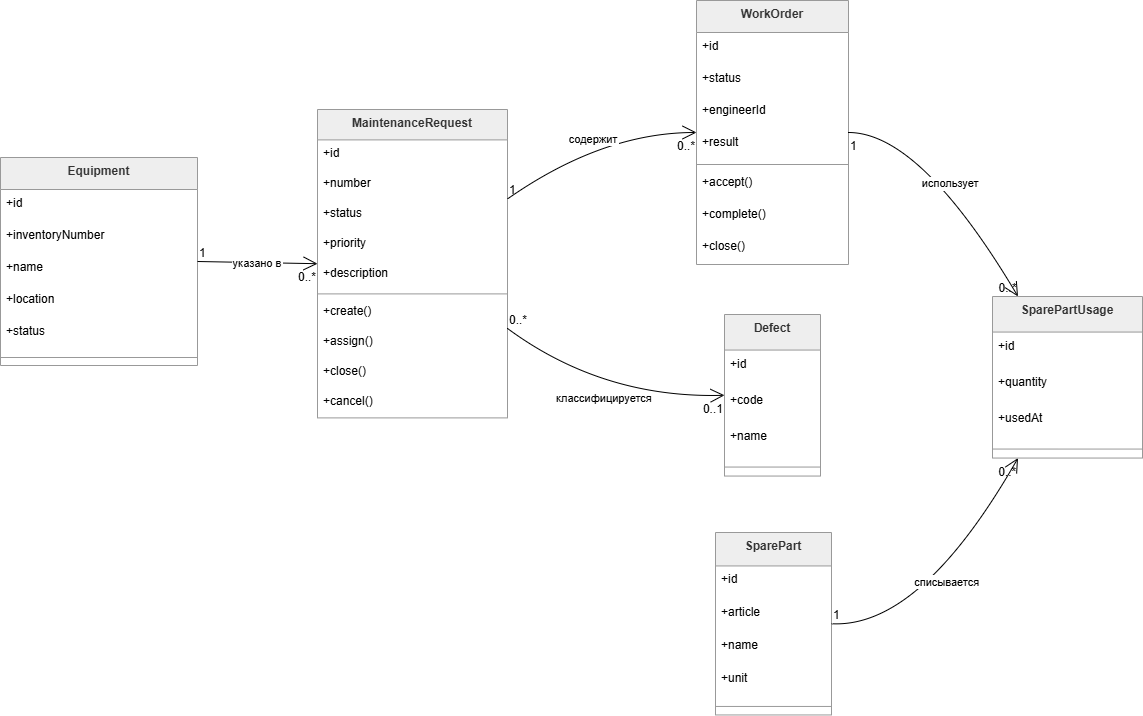 Equipment
+id
+inventoryNumber
+name
+location
+status
1
указано в
0..*
MaintenanceRequest
+id
+number
+status
+priority
+description
+create()
+assign()
+close()
+cancel()
1
содержит
0..*
WorkOrder
+id
+status
+engineerId
+result
+accept()
+complete()
+close()
0..*
классифицируется
0..1
Defect
+id
+code
+name
1
использует
0..*
SparePartUsage
+id
+quantity
+usedAt
0..*
списывается
1
SparePart
+id
+article
+name
+unit